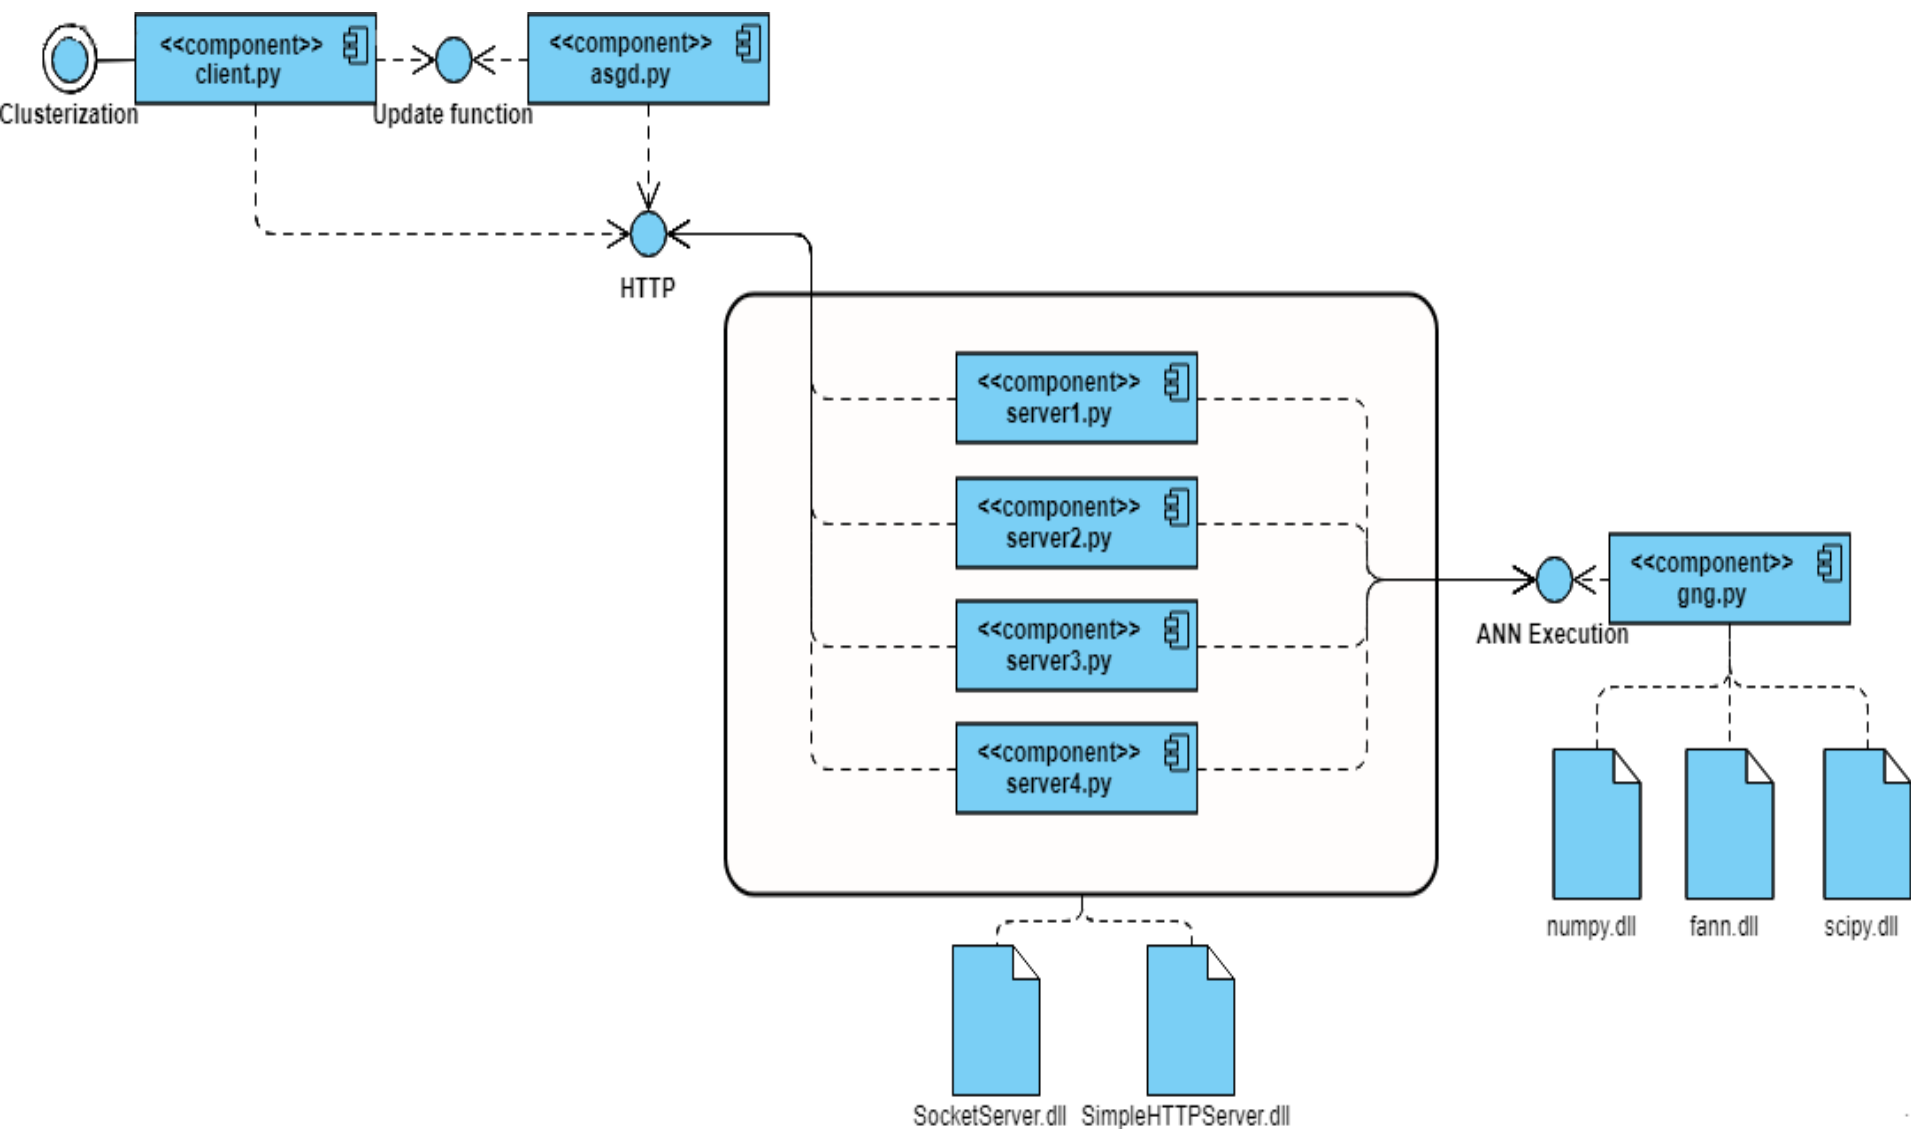 <<component>>
client.py
<<component>>
asgd.py
Clusterization
Update function
HTTP
<<component>>
server1.py
<<component>>
server2.py
<<component>>
server3.py
<<component>>
server4.py
<<component>>
gng.py
ANN Execution
numpy.dll
fann.dll
scipy.dll
SocketServer.dll
SimpleHTTPServer.dll